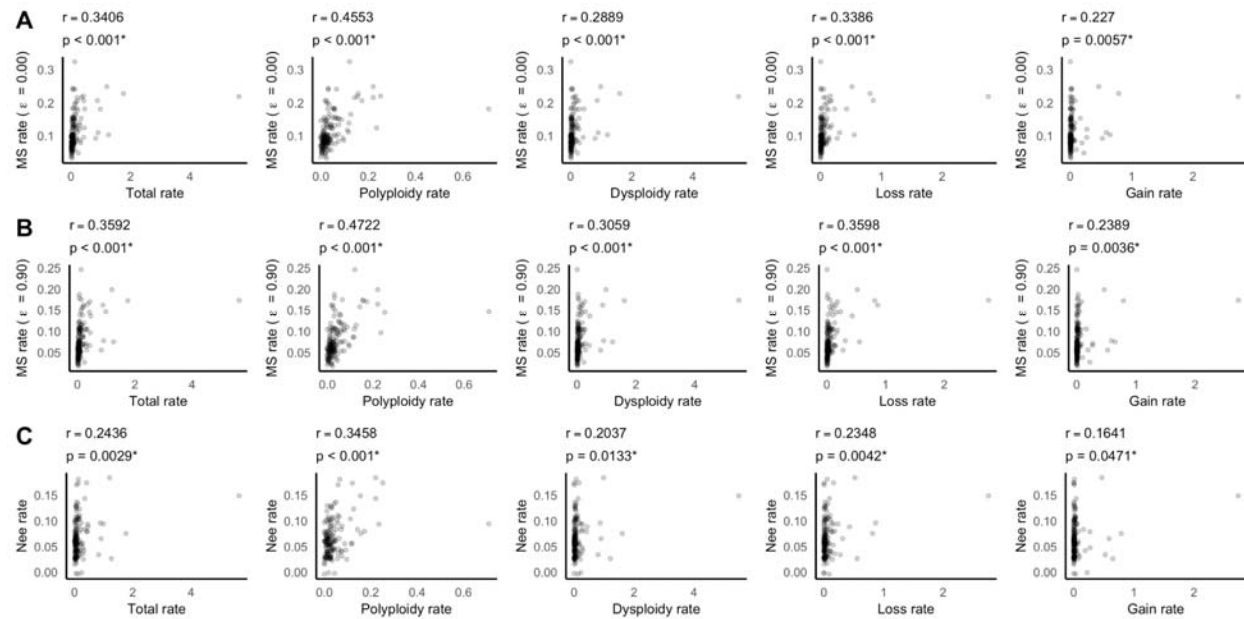 A
r = 0.3406
p < 0.001*
r = 0.4553
p < 0.001*
r = 0.2889
p < 0.001*
r = 0.3386
p < 0.001*
r = 0.227
p = 0.0057*
MS rate ( ε = 0.00)
0.3
0.2
0.1
0 2 4
Total rate
MS rate ( ε = 0.00)
0.3
0.2
0.1
0.0 0.2 0.4 0.6
Polyploidy rate
MS rate ( ε = 0.00)
0.3
0.2
0.1
0 2 4
Dysploidy rate
MS rate ( ε = 0.00)
0.3
0.2
0.1
0 1 2
Loss rate
MS rate ( ε = 0.00)
0.3
0.2
0.1
0 1 2
Gain rate
B
r = 0.3592
p < 0.001*
r = 0.4722
p < 0.001*
r = 0.3059
p < 0.001*
r = 0.3598
p < 0.001*
r = 0.2389
p = 0.0036*
MS rate ( ε = 0.90)
0.25
0.20
0.15
0.10
0.05
0 2 4
Total rate
MS rate ( ε = 0.90)
0.25
0.20
0.15
0.10
0.05
0.0 0.2 0.4 0.6
Polyploidy rate
MS rate ( ε = 0.90)
0.25
0.20
0.15
0.10
0.05
0 2 4
Dysploidy rate
MS rate ( ε = 0.90)
0.25
0.20
0.15
0.10
0.05
0 1 2
Loss rate
MS rate ( ε = 0.90)
0.25
0.20
0.15
0.10
0.05
0 1 2
Gain rate
C
r = 0.2436
p = 0.0029*
r = 0.3458
p < 0.001*
r = 0.2037
p = 0.0133*
r = 0.2348
p = 0.0042*
r = 0.1641
p = 0.0471*
Nee rate
0.15
0.10
0.05
0.00
0 2 4
Total rate
Nee rate
0.15
0.10
0.05
0.00
0.0 0.2 0.4 0.6
Polyploidy rate
Nee rate
0.15
0.10
0.05
0.00
0 2 4
Dysploidy rate
Nee rate
0.15
0.10
0.05
0.00
0 1 2
Loss rate
Nee rate
0.15
0.10
0.05
0.00
0 1 2
Gain rate